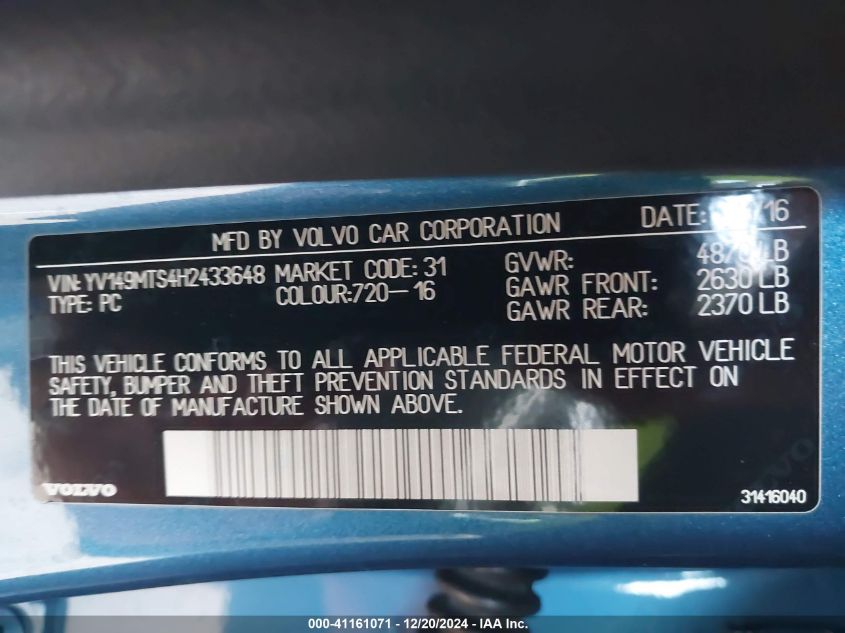 MFD BY VOLVO CAR CORPORATION DATE: /16
VIN: YV149MTS4H2433648 MARKET CODE: 31 GVWR: LB
TYPE: PC COLOUR:720-16 GAWR FRONT: 2630 LB
GAWR REAR: 2370 LB
THIS VEHICLE CONFORMS TO ALL APPLICABLE FEDERAL MOTOR VEHICLE
SAFETY, BUMPER AND THEFT PREVENTION STANDARDS IN EFFECT ON
THE DATE OF MANUFACTURE SHOWN ABOVE.
VOLVO 31416040
000-41161071 | 12/20/2024 - IAA Inc.